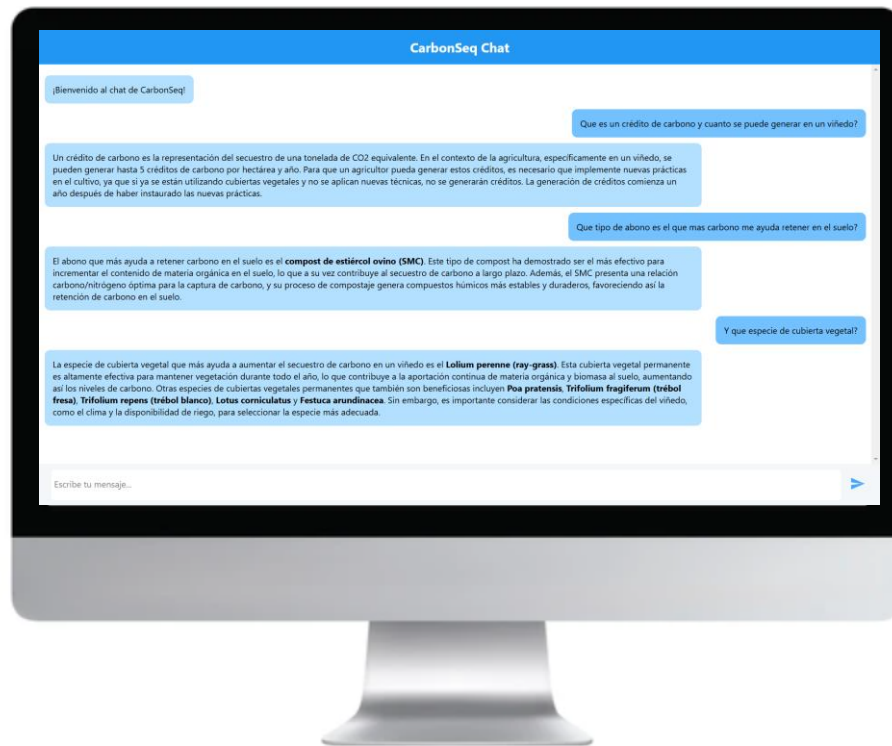 CarbonSeq Chat
¡Bienvenido al chat de CarbonSeq!
Que es un crédito de carbono y cuanto se puede generar en un viñedo?
Un crédito de carbono es la representación del secuestro de una tonelada de CO2 equivalente. En el contexto de la agricultura, específicamente en un viñedo, se
pueden generar hasta 5 créditos de carbono por hectárea y año. Para que un agricultor pueda generar estos créditos, es necesario que implemente nuevas prácticas
en el cultivo, ya que si ya se están utilizando cubiertas vegetales y no se aplican nuevas técnicas, no se generarán créditos. La generación de créditos comienza un
año después de haber instaurado las nuevas prácticas.
Que tipo de abono es el que mas carbono me ayuda retener en el suelo?
El abono que más ayuda a retener carbono en el suelo es el compost de estiércol ovino (SMC). Este tipo de compost ha demostrado ser el más efectivo para
incrementar el contenido de materia orgánica en el suelo, lo que a su vez contribuye al secuestro de carbono a largo plazo. Además, el SMC presenta una relación
carbono/nitrógeno óptima para la captura de carbono, y su proceso de compostaje genera compuestos húmicos más estables y duraderos, favoreciendo así la
retención de carbono en el suelo.
Y que especie de cubierta vegetal?
La especie de cubierta vegetal que más ayuda a aumentar el secuestro de carbono en un viñedo es el Lolium perenne (ray-grass). Esta cubierta vegetal permanente
es altamente efectiva para mantener vegetación durante todo el año, lo que contribuye a la aportación continua de materia orgánica y biomasa al suelo, aumentando
así los niveles de carbono. Otras especies de cubiertas vegetales permanentes que también son beneficiosas incluyen Poa pratensis, Trifolium fragiferum (trébol
fresa), Trifolium repens (trébol blanco), Lotus corniculatus y Festuca arundinacea. Sin embargo, es importante considerar las condiciones específicas del viñedo,
como el clima y la disponibilidad de riego, para seleccionar la especie más adecuada.
Escribe tu mensaje...